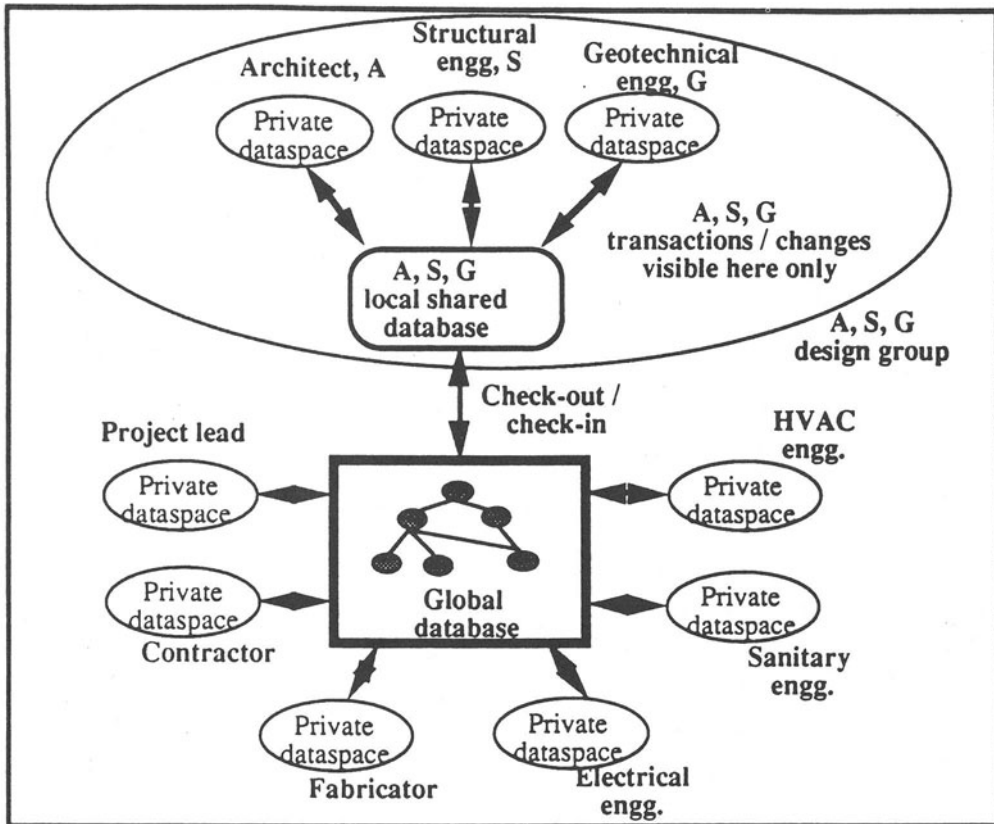 Architect, A
Structural
engg, S
Geotechnical
engg, G
Private
dataspace
Private
dataspace
Private
dataspace
A, S, G
transactions / changes
visible here only
A, S, G
local shared
database
A, S, G
design group
Check-out /
check-in
Project lead
HVAC
engg.
Private
dataspace
Private
dataspace
Global
database
Private
dataspace
Contractor
Private
dataspace
Sanitary
engg.
Private
dataspace
Fabricator
Private
dataspace
Electrical
engg.